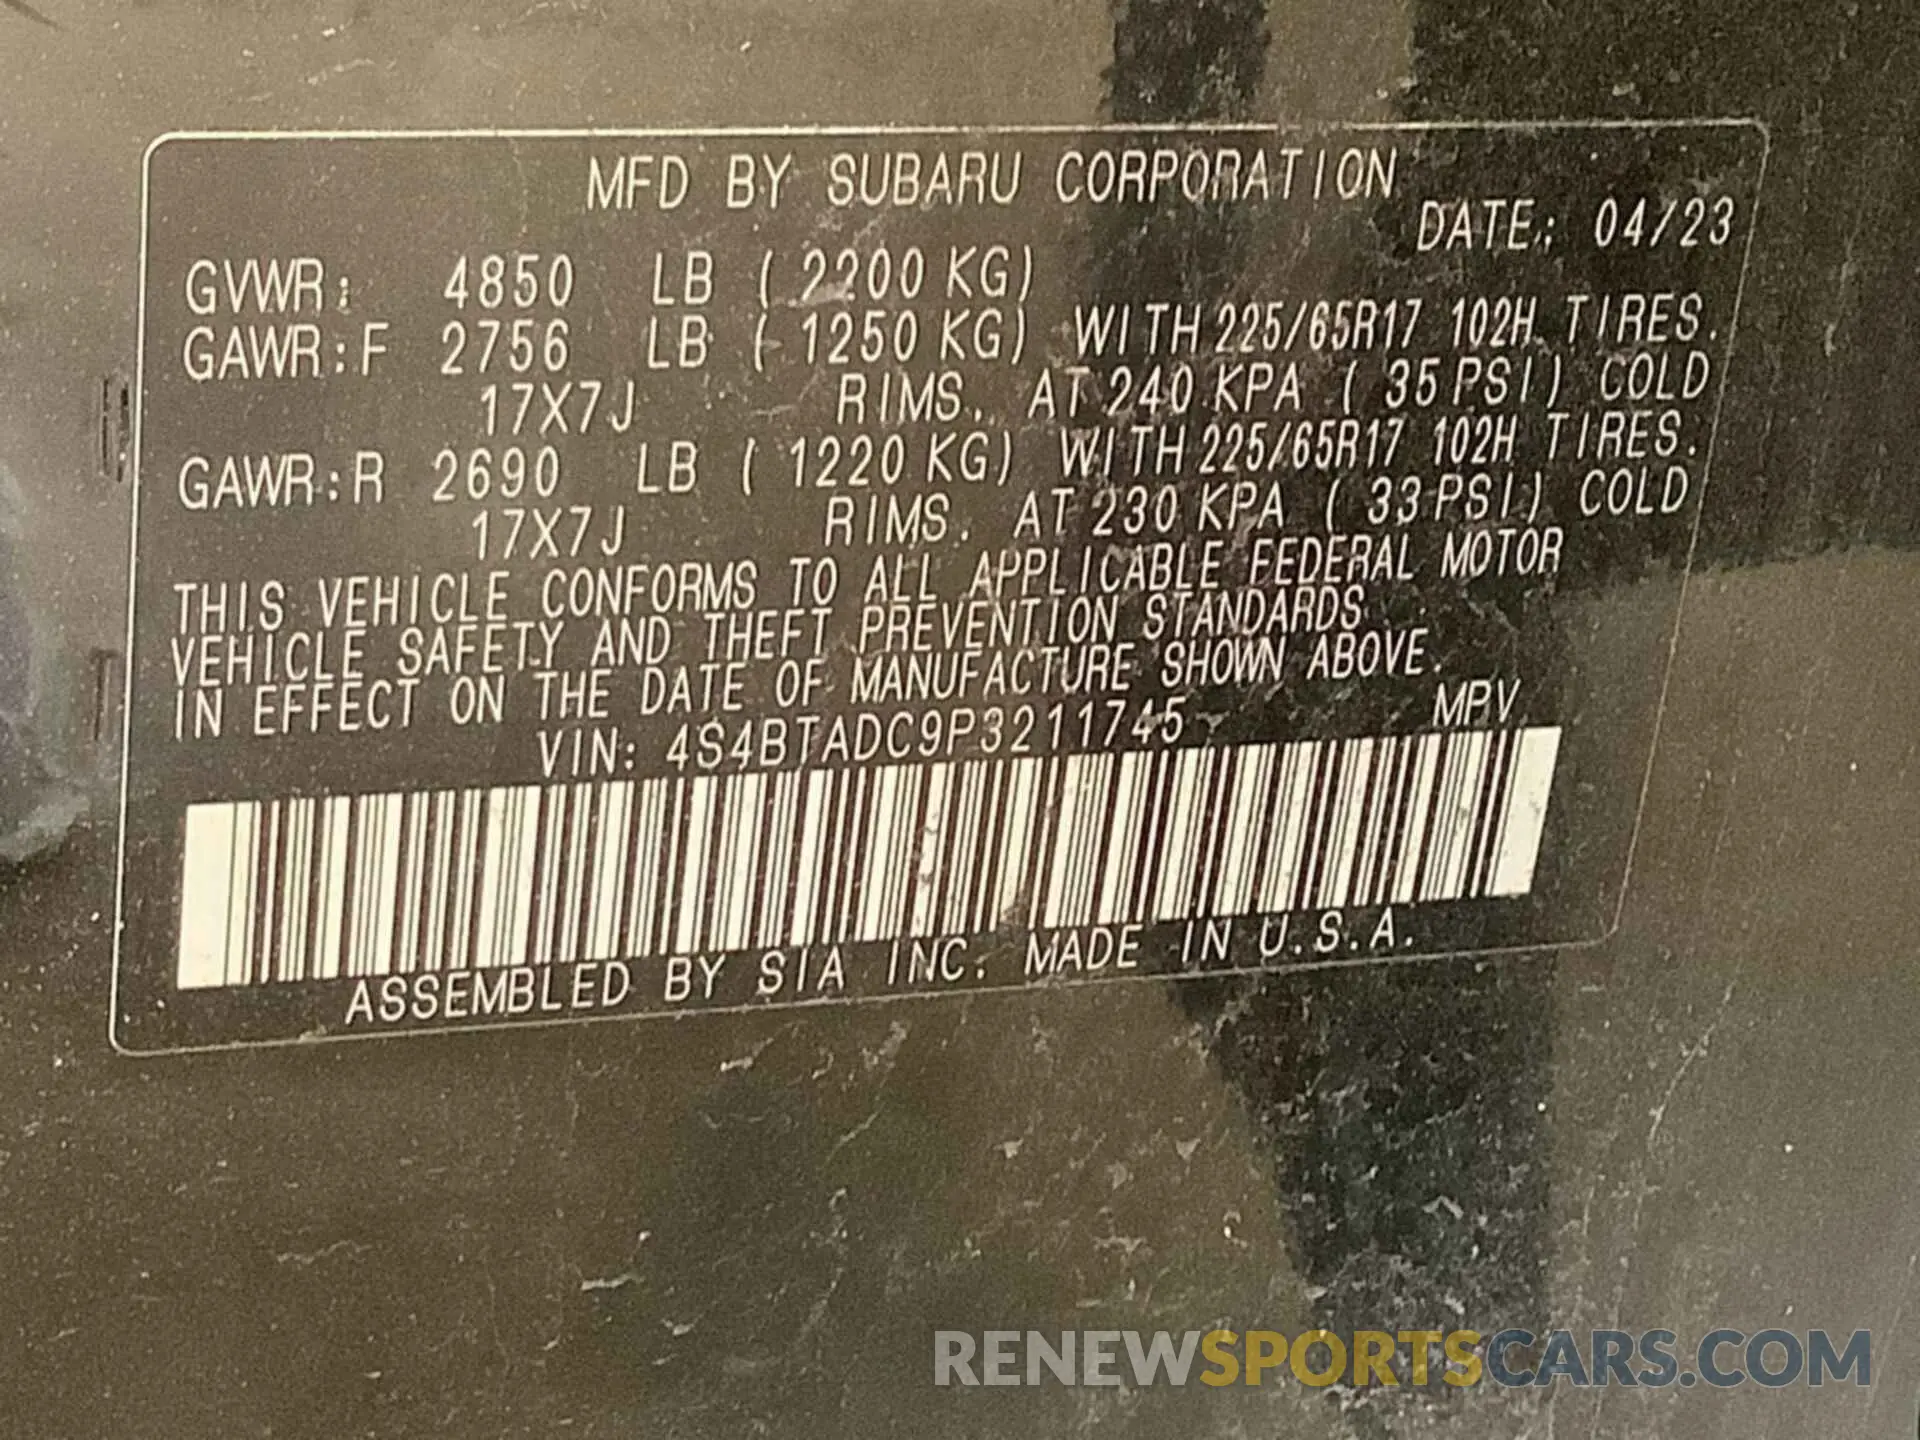 MFD BY SUBARU CORPORATION
DATE: 04/23
GVWR: 4850 LB ( 2200 KG)
GAWR:F 2756 LB ( 1250 KG) WITH 225/65R17 102H TIRES.
17X7J RIMS. AT 240 KPA ( 35 PSI) COLD
GAWR:R 2690 LB ( 1220 KG) WITH 225/65R17 102H TIRES.
17X7J RIMS. AT 230 KPA ( 33 PSI) COLD
THIS VEHICLE CONFORMS TO ALL APPLICABLE FEDERAL MOTOR
VEHICLE SAFETY AND THEFT PREVENTION STANDARDS
IN EFFECT ON THE DATE OF MANUFACTURE SHOWN ABOVE.
VIN: 4S4BTADC9P3211745 MPV
ASSEMBLED BY SIA INC. MADE IN U.S.A.
RENEWSPORTSCARS.COM